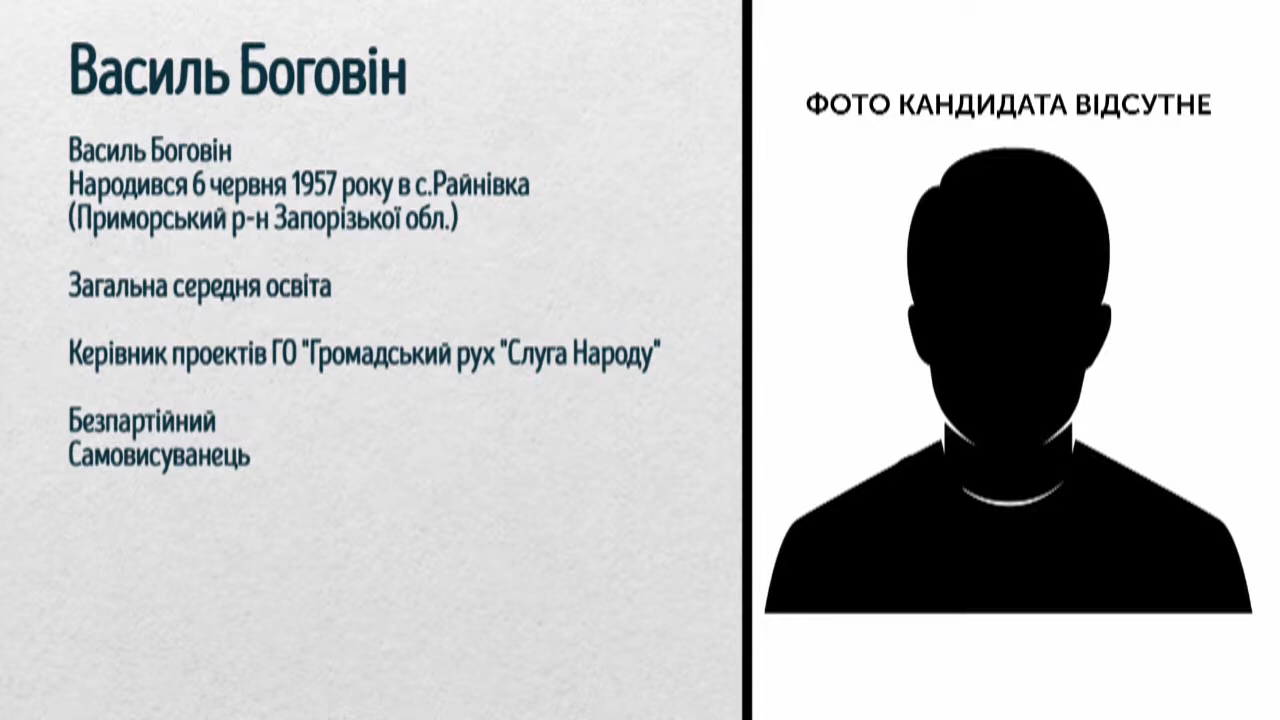 Василь Боговін
Василь Боговін
Народився 6 червня 1957 року в с.Райнівка
(Приморський р-н Запорізької обл.)
Загальна середня освіта
Керівник проектів ГО "Громадський рух "Слуга Народу"
Безпартійний
Самовисуванець
ФОТО КАНДИДАТА ВІДСУТНЕ